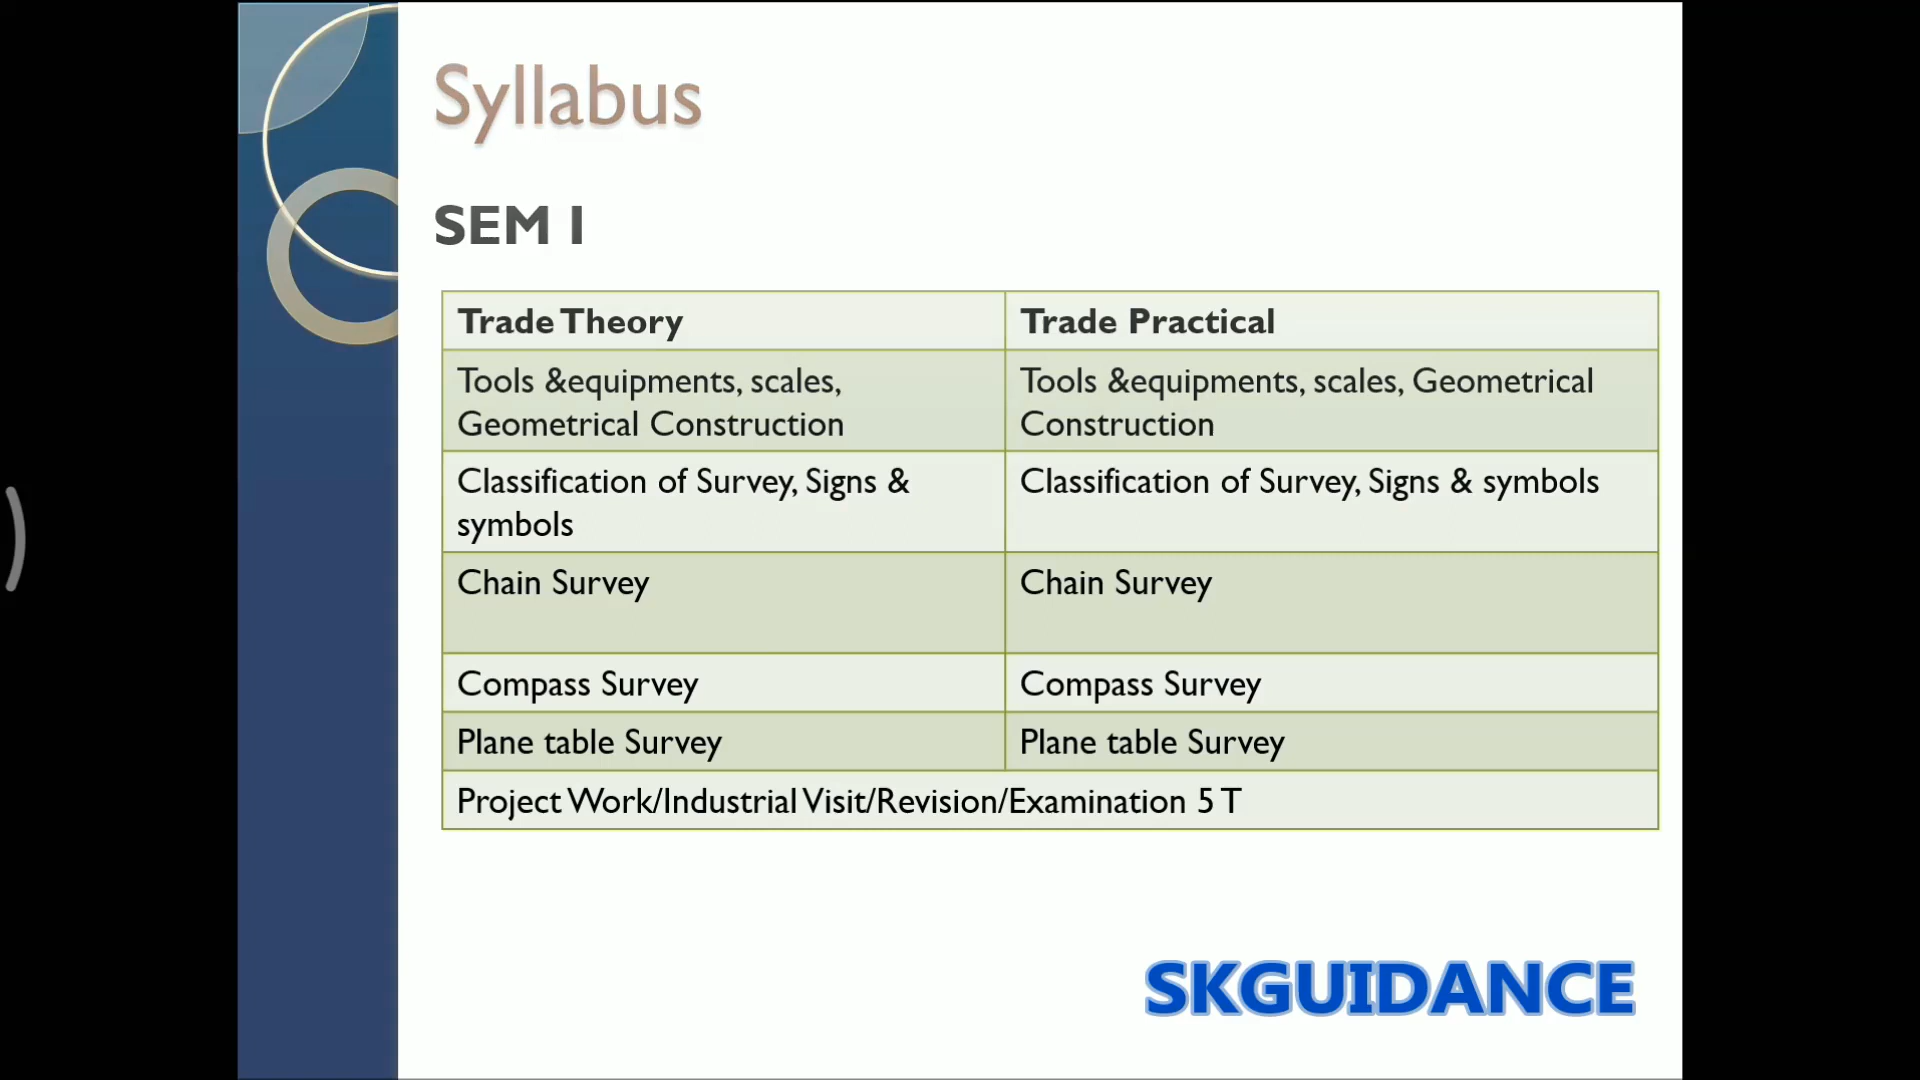 Syllabus
SEM I
Trade Theory
Trade Practical
Tools &equipments, scales,
Geometrical Construction
Tools &equipments, scales, Geometrical
Construction
Classification of Survey, Signs &
symbols
Classification of Survey, Signs & symbols
Chain Survey
Chain Survey
Compass Survey
Compass Survey
Plane table Survey
Plane table Survey
Project Work/Industrial Visit/Revision/Examination 5 T
SKGUIDANCE